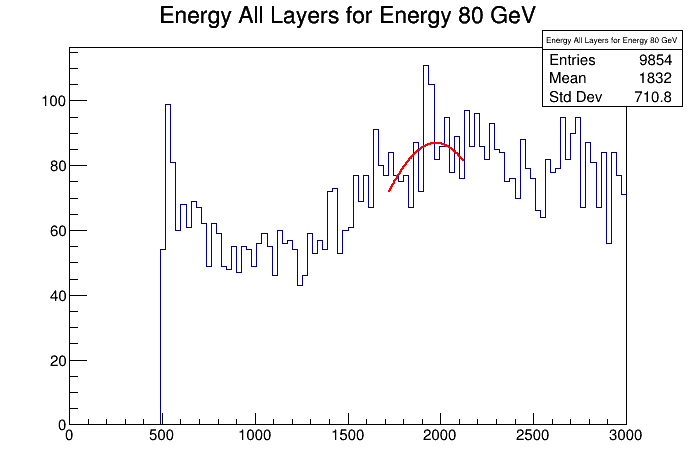 Energy All Layers for Energy 80 GeV
Energy All Layers for Energy 80 GeV
Entries 9854
Mean 1832
Std Dev 710.8
100
80
60
40
20
0
0 500 1000 1500 2000 2500 3000